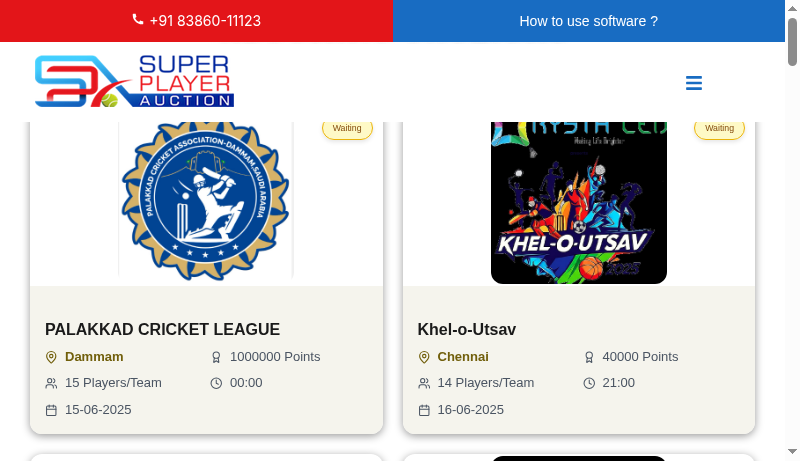 +91 83860-11123
How to use software ?
SUPER
PLAYER
AUCTION
Waiting
PALAKKAD CRICKET ASSOCIATION-DAMMAM, SAUDI ARABIA
Waiting
KHEL-O-UTSAV
PALAKKAD CRICKET LEAGUE
Dammam
1000000 Points
15 Players/Team
00:00
15-06-2025
Khel-o-Utsav
Chennai
40000 Points
14 Players/Team
21:00
16-06-2025